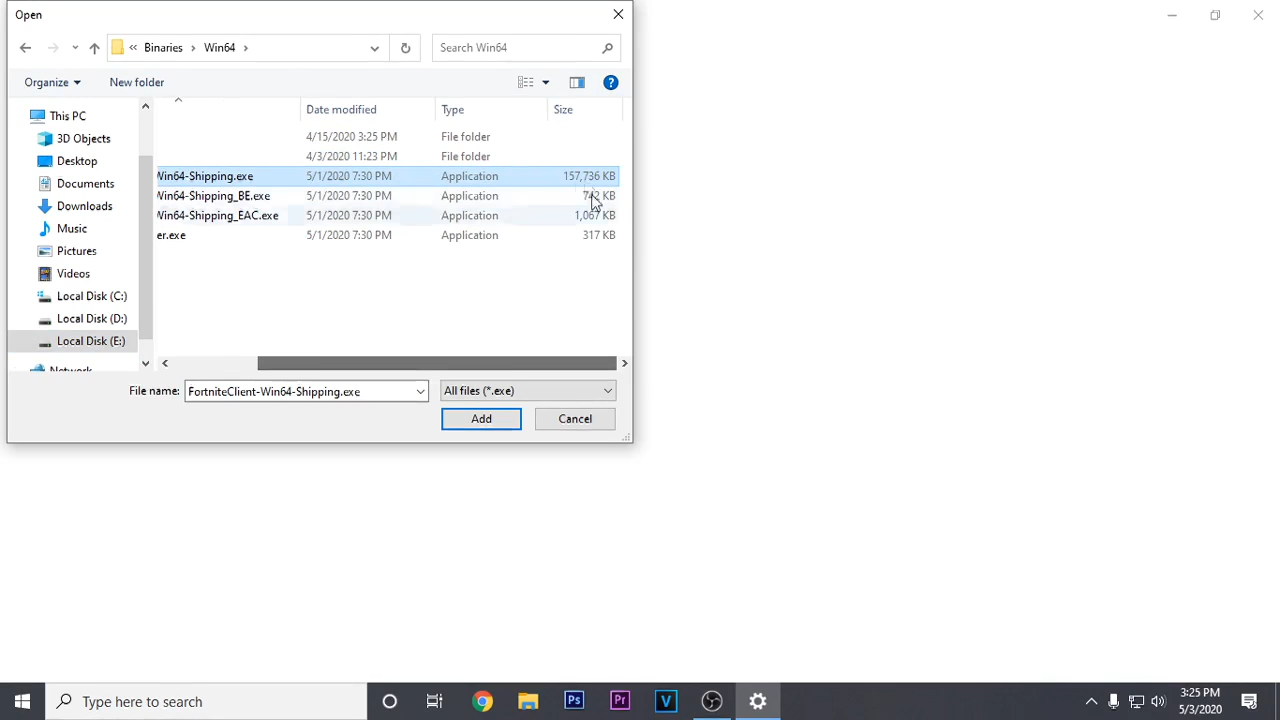 Open
« Binaries › Win64 ›
Search Win64
Organize
New folder
Date modified
Type
Size
This PC
3D Objects
Desktop
Documents
Downloads
Music
Pictures
Videos
Local Disk (C:)
Local Disk (D:)
Local Disk (E:)
Network
4/15/2020 3:25 PM File folder
4/3/2020 11:23 PM File folder
Win64-Shipping.exe 5/1/2020 7:30 PM Application 157,736 KB
Win64-Shipping_BE.exe 5/1/2020 7:30 PM Application 742 KB
Win64-Shipping_EAC.exe 5/1/2020 7:30 PM Application 1,067 KB
er.exe 5/1/2020 7:30 PM Application 317 KB
File name: FortniteClient-Win64-Shipping.exe
All files (*.exe)
Add
Cancel
Type here to search
Ps
Pr
V
3:25 PM
5/3/2020